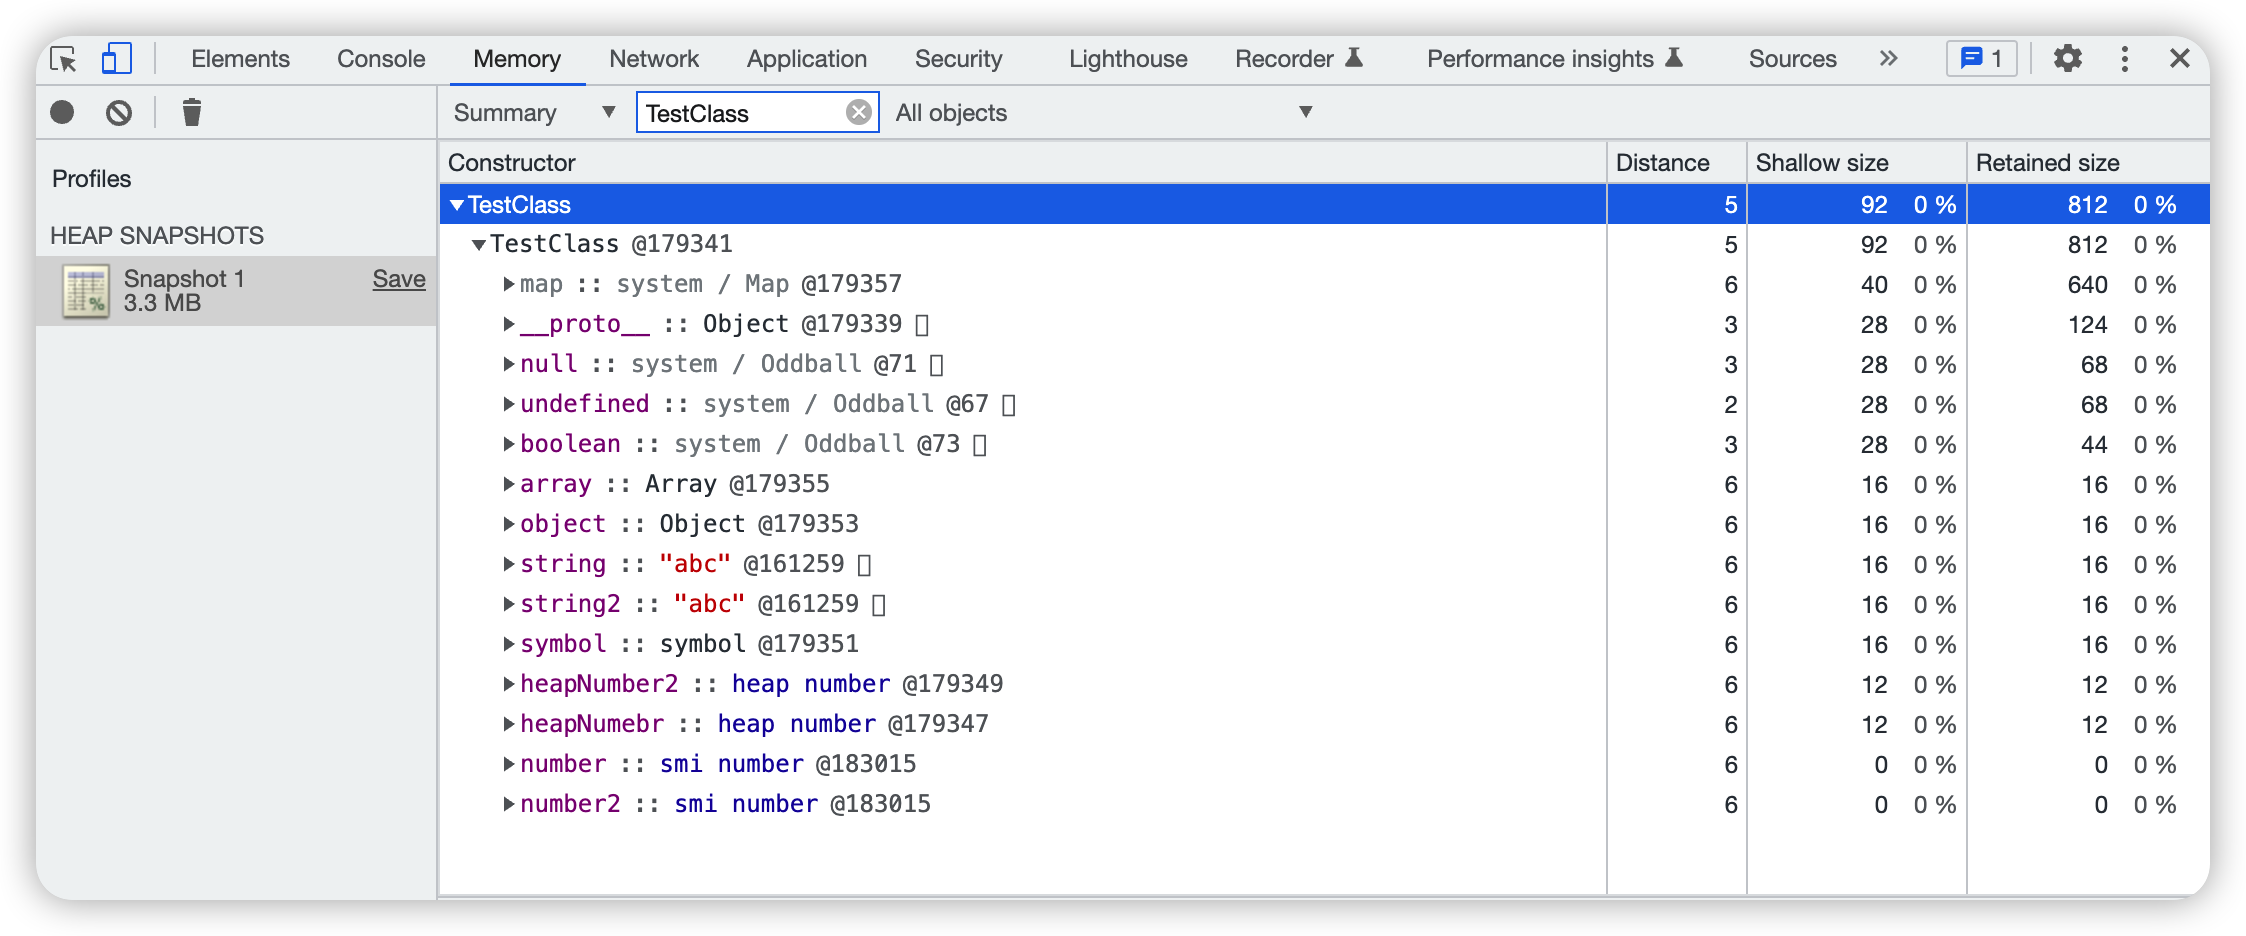 Elements Console Memory Network Application Security Lighthouse Recorder Performance insights Sources » 1
Summary TestClass All objects
Profiles
HEAP SNAPSHOTS
Snapshot 1 Save
3.3 MB
Constructor Distance Shallow size Retained size
TestClass 5 92 0 % 812 0 %
TestClass @179341 5 92 0 % 812 0 %
map :: system / Map @179357 6 40 0 % 640 0 %
__proto__ :: Object @179339 3 28 0 % 124 0 %
null :: system / Oddball @71 3 28 0 % 68 0 %
undefined :: system / Oddball @67 2 28 0 % 68 0 %
boolean :: system / Oddball @73 3 28 0 % 44 0 %
array :: Array @179355 6 16 0 % 16 0 %
object :: Object @179353 6 16 0 % 16 0 %
string :: "abc" @161259 6 16 0 % 16 0 %
string2 :: "abc" @161259 6 16 0 % 16 0 %
symbol :: symbol @179351 6 16 0 % 16 0 %
heapNumber2 :: heap number @179349 6 12 0 % 12 0 %
heapNumebr :: heap number @179347 6 12 0 % 12 0 %
number :: smi number @183015 6 0 0 % 0 0 %
number2 :: smi number @183015 6 0 0 % 0 0 %